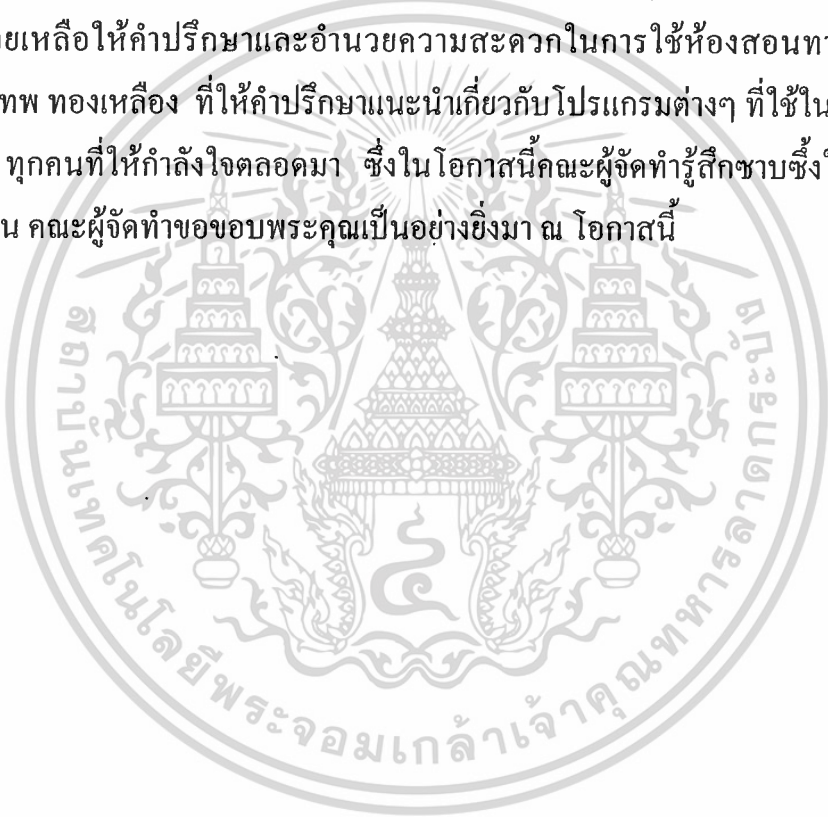 ยเหลือให้คำปรึกษาและอำนวยความสะดวกในการใช้ห้องสอนทา
ทพ ทองเหลือง ที่ให้คำปรึกษาแนะนำเกี่ยวกับโปรแกรมต่างๆ ที่ใช้ใน
ทุกคนที่ให้กำลังใจตลอดมา ซึ่งในโอกาสนี้คณะผู้จัดทำรู้สึกซาบซึ้งใ
น คณะผู้จัดทำขอขอบพระคุณเป็นอย่างยิ่งมา ณ โอกาสนี้
สถาบันเทคโนโลยีพระจอมเกล้าเจ้าคุณทหารลาดกระบัง
๔